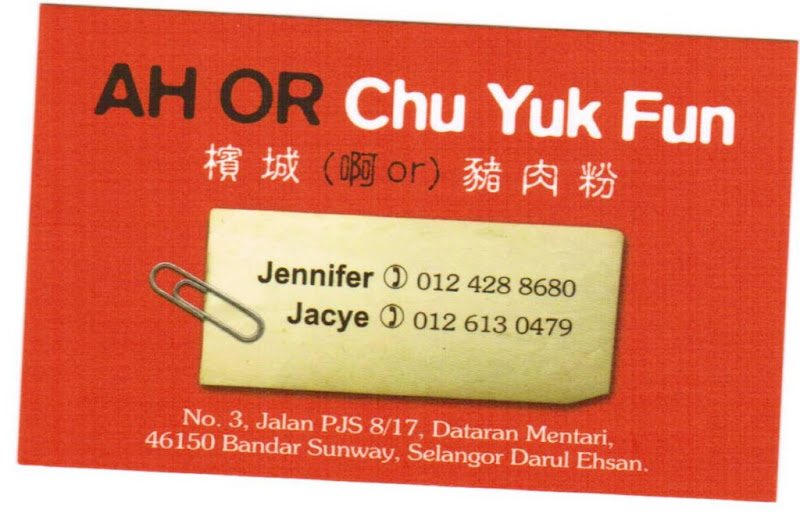 AH OR Chu Yuk Fun
檳城 (啊or) 豬肉粉
Jennifer 012 428 8680
Jacye 012 613 0479
No. 3, Jalan PJS 8/17, Dataran Mentari,
46150 Bandar Sunway, Selangor Darul Ehsan.